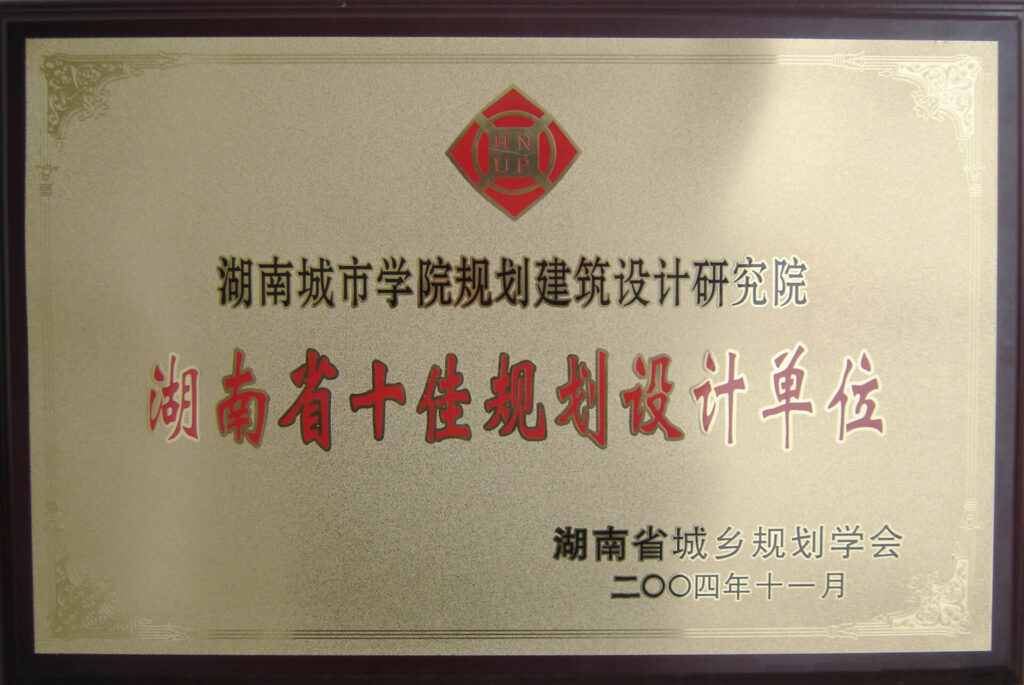 HN
UP
湖南城市学院规划建筑设计研究院
湖南省十佳规划设计单位
湖南省城乡规划学会
二〇〇四年十一月